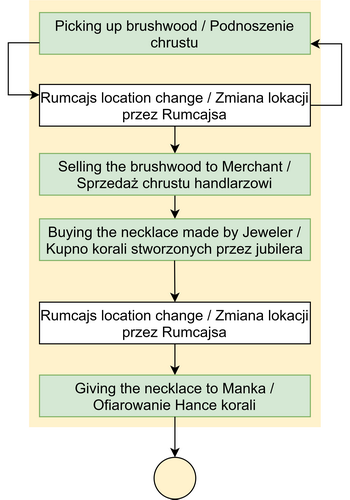 Picking up brushwood / Podnoszenie
chrustu
Rumcajs location change / Zmiana lokacji
przez Rumcajsa
Selling the brushwood to Merchant /
Sprzedaż chrustu handlarzowi
Buying the necklace made by Jeweler /
Kupno korali stworzonych przez jubilera
Rumcajs location change / Zmiana lokacji
przez Rumcajsa
Giving the necklace to Manka /
Ofiarowanie Hance korali